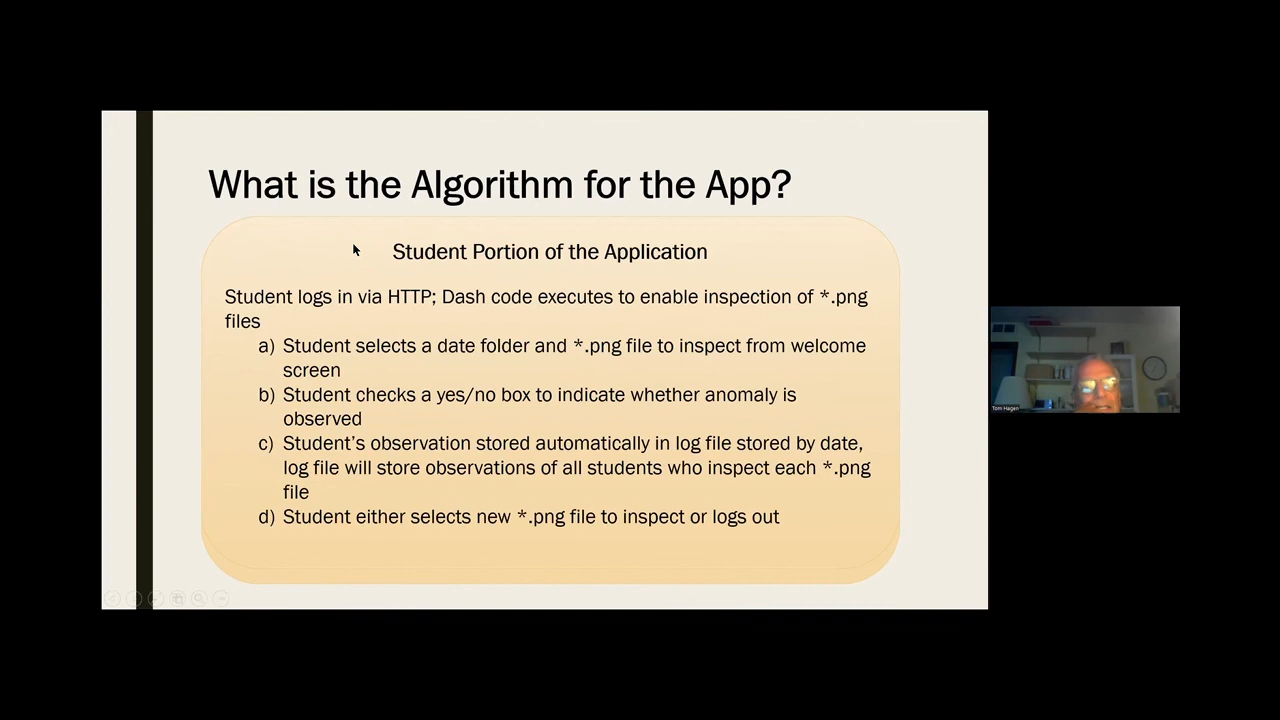 What is the Algorithm for the App?
Student Portion of the Application
Student logs in via HTTP; Dash code executes to enable inspection of *.png
files
a) Student selects a date folder and *.png file to inspect from welcome
screen
b) Student checks a yes/no box to indicate whether anomaly is
observed
c) Student’s observation stored automatically in log file stored by date,
log file will store observations of all students who inspect each *.png
file
d) Student either selects new *.png file to inspect or logs out
Tom Hagen